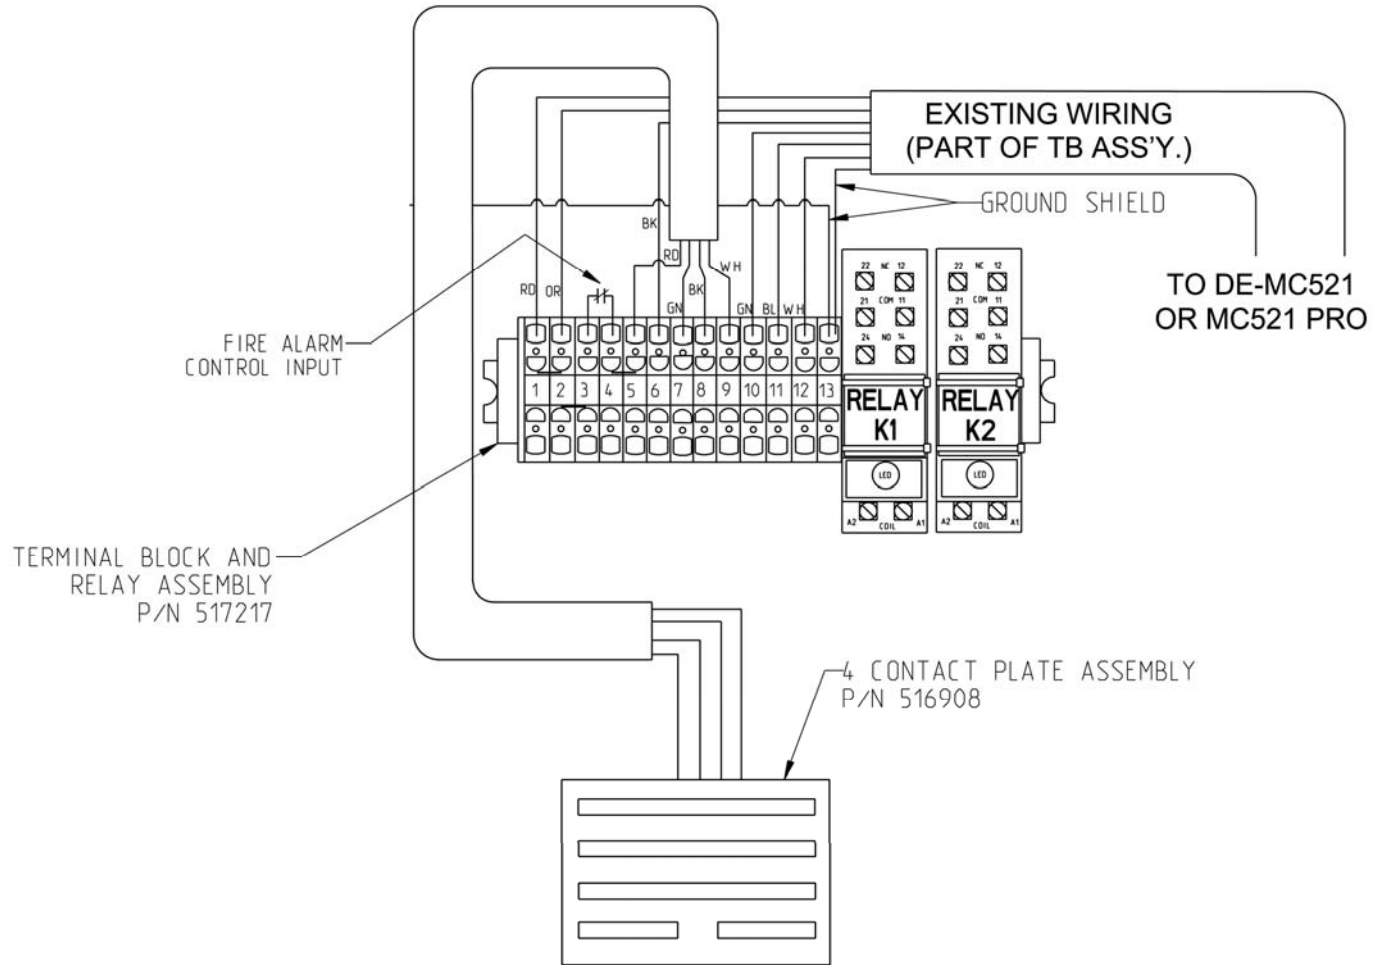 EXISTING WIRING
(PART OF TB ASS'Y.)
GROUND SHIELD
TO DE-MC521
OR MC521 PRO
BK
RD
WH
RD OR
GN BK
GN BL WH
FIRE ALARM
CONTROL INPUT
1 2 3 4 5 6 7 8 9 10 11 12 13
22 NC 12
21 COM 11
24 NO 14
RELAY
K1
LED
A2 COIL A1
22 NC 12
21 COM 11
24 NO 14
RELAY
K2
LED
A2 COIL A1
TERMINAL BLOCK AND
RELAY ASSEMBLY
P/N 517217
4 CONTACT PLATE ASSEMBLY
P/N 516908